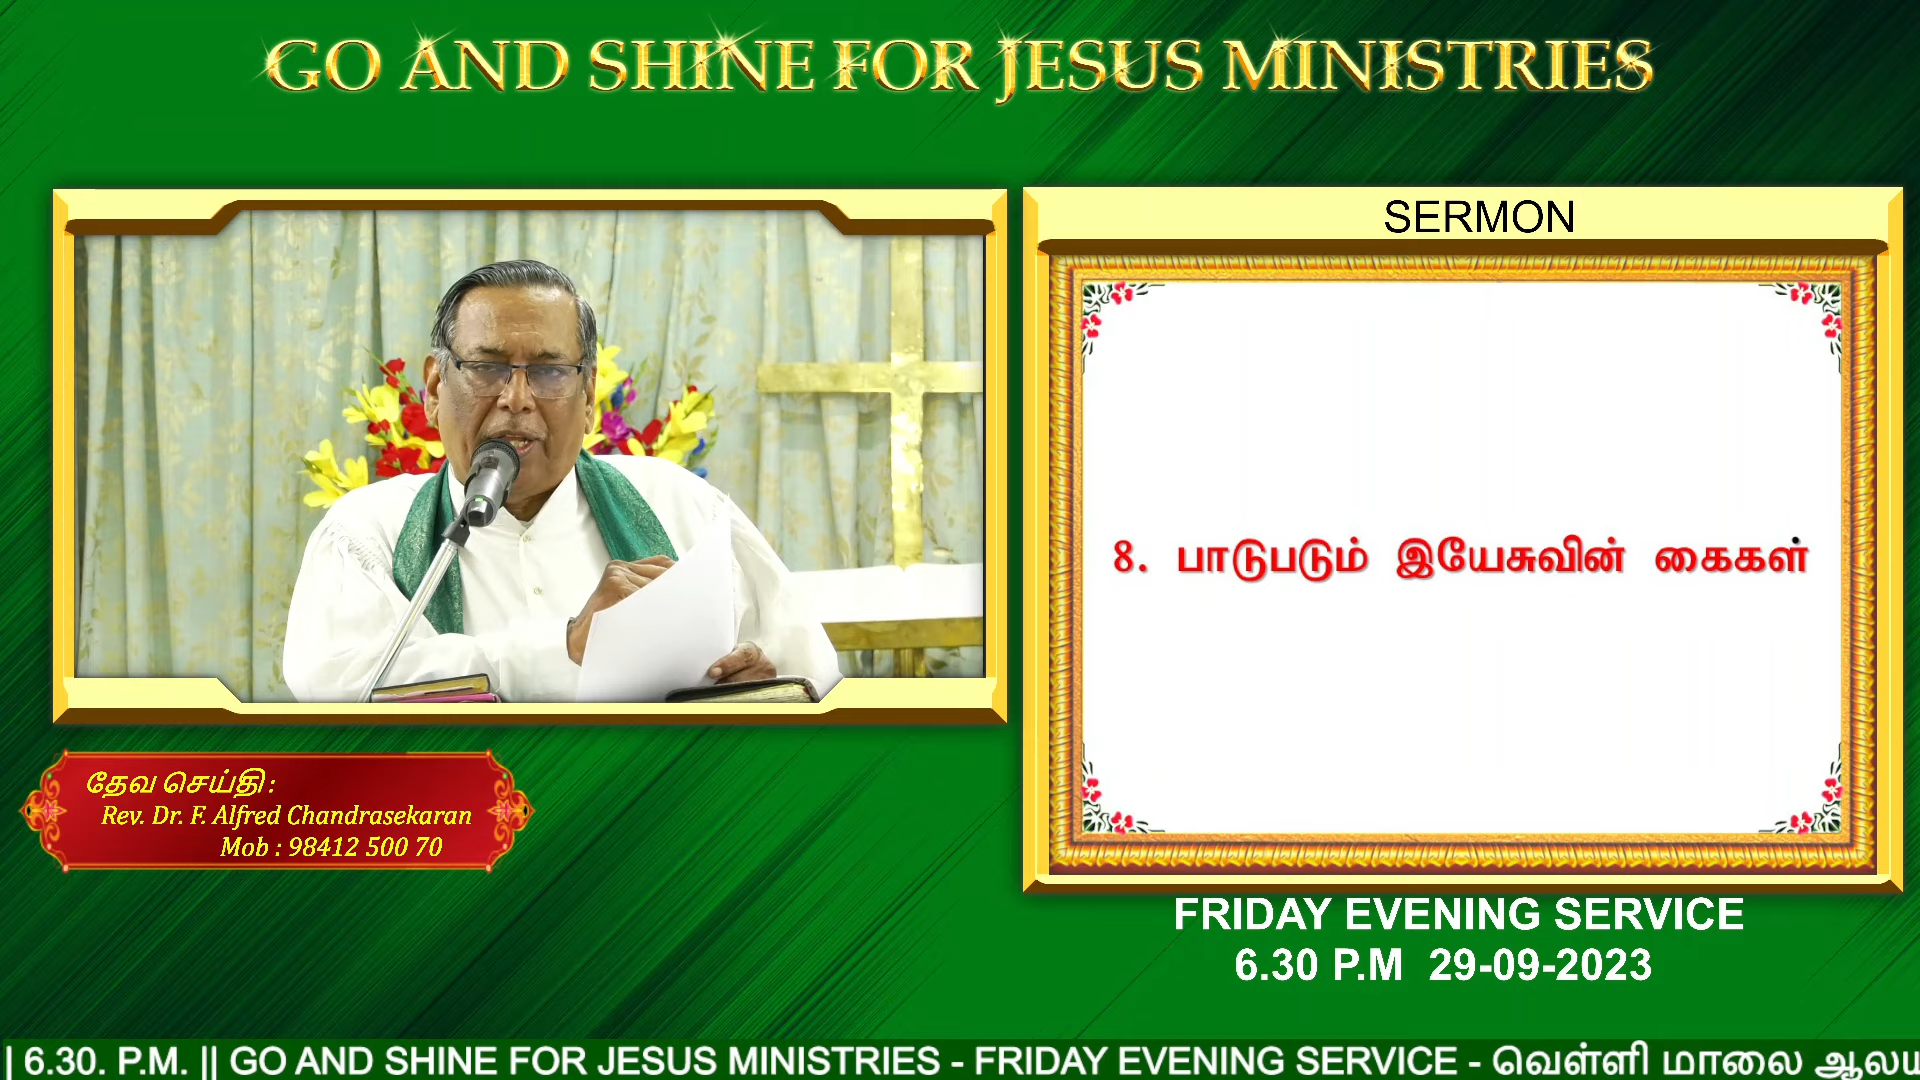 GO AND SHINE FOR JESUS MINISTRIES
SERMON
8. பாடுபடும் இயேசுவின் கைகள்
தேவ செய்தி :
Rev. Dr. F. Alfred Chandrasekaran
Mob : 98412 500 70
FRIDAY EVENING SERVICE
6.30 P.M 29-09-2023
| 6.30. P.M. || GO AND SHINE FOR JESUS MINISTRIES - FRIDAY EVENING SERVICE - வெள்ளி மாலை